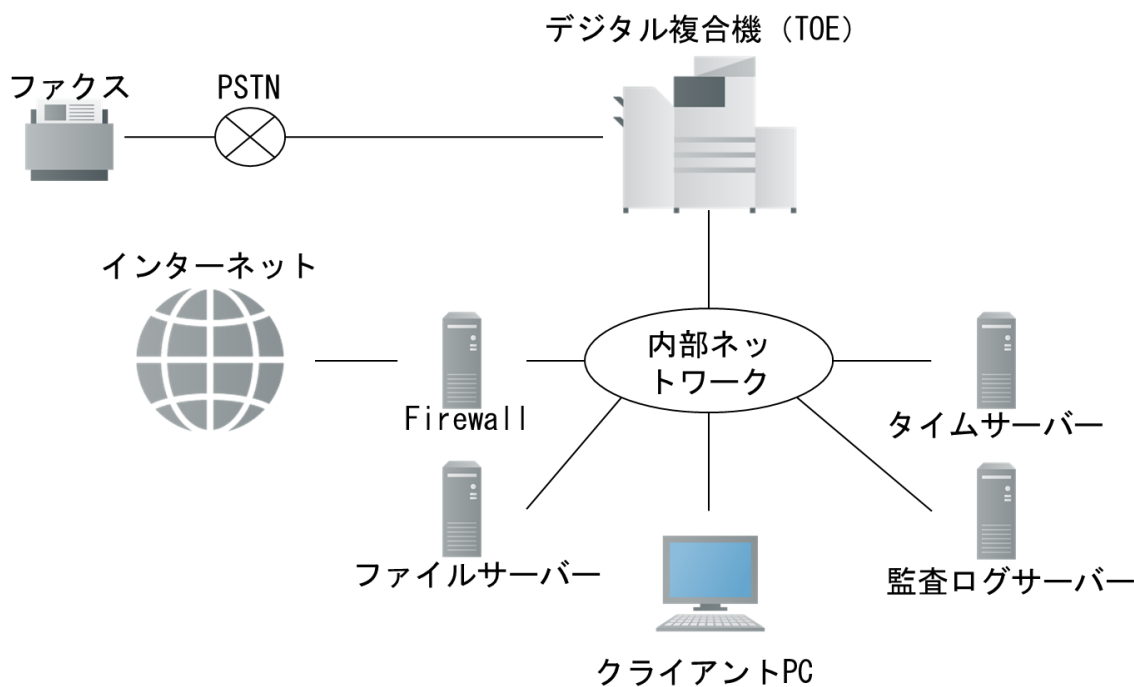 デジタル複合機（TOE）
ファクス
PSTN
インターネット
内部ネッ
トワーク
Firewall
タイムサーバー
ファイルサーバー
監査ログサーバー
クライアントPC